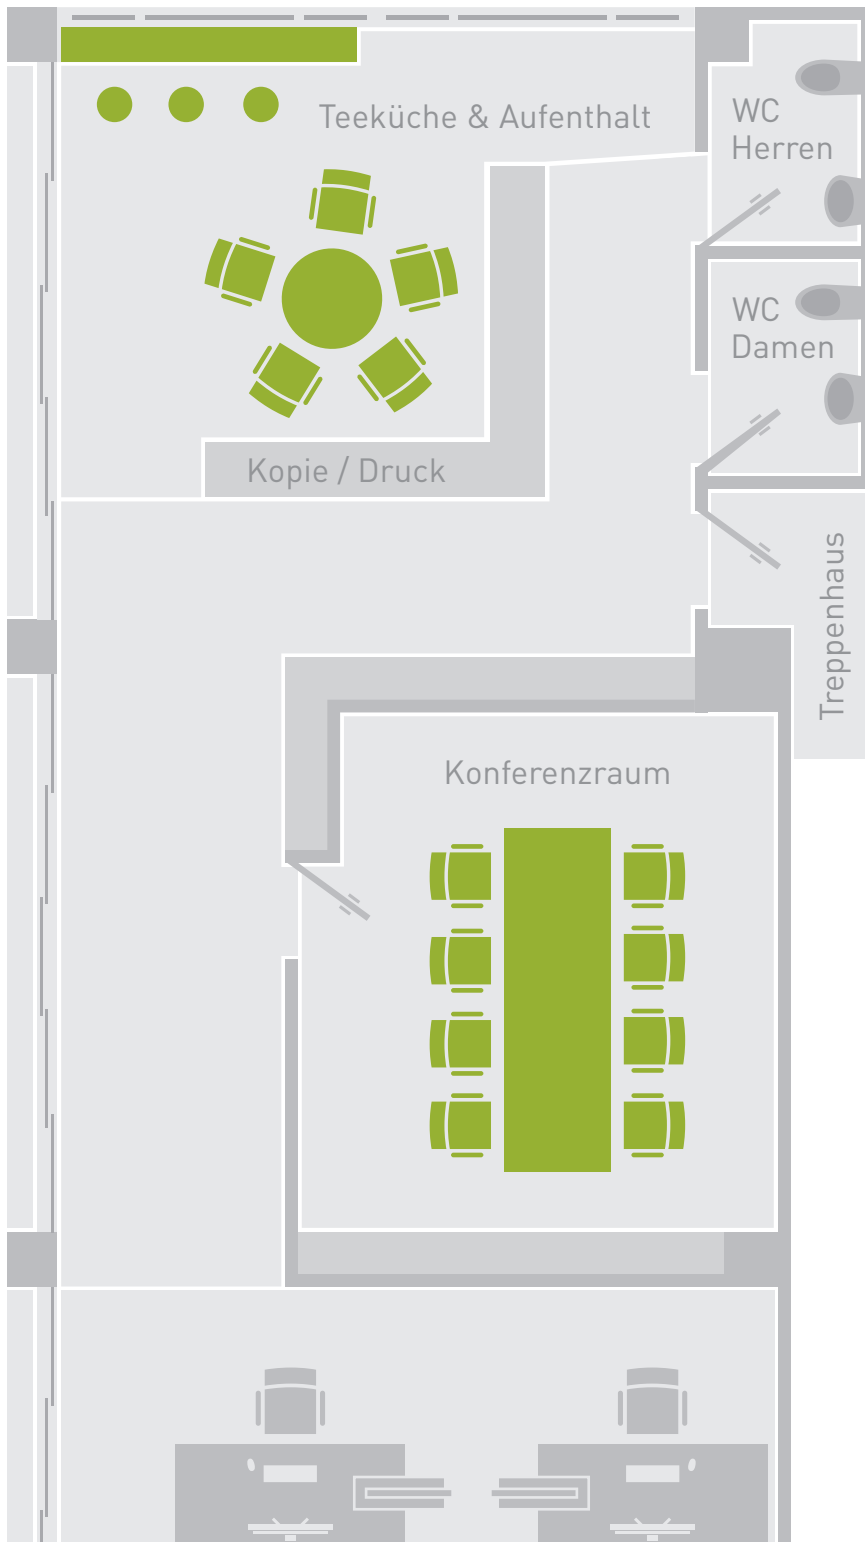 Teeküche & Aufenthalt
WC
Herren
WC
Damen
Kopie / Druck
Treppenhaus
Konferenzraum